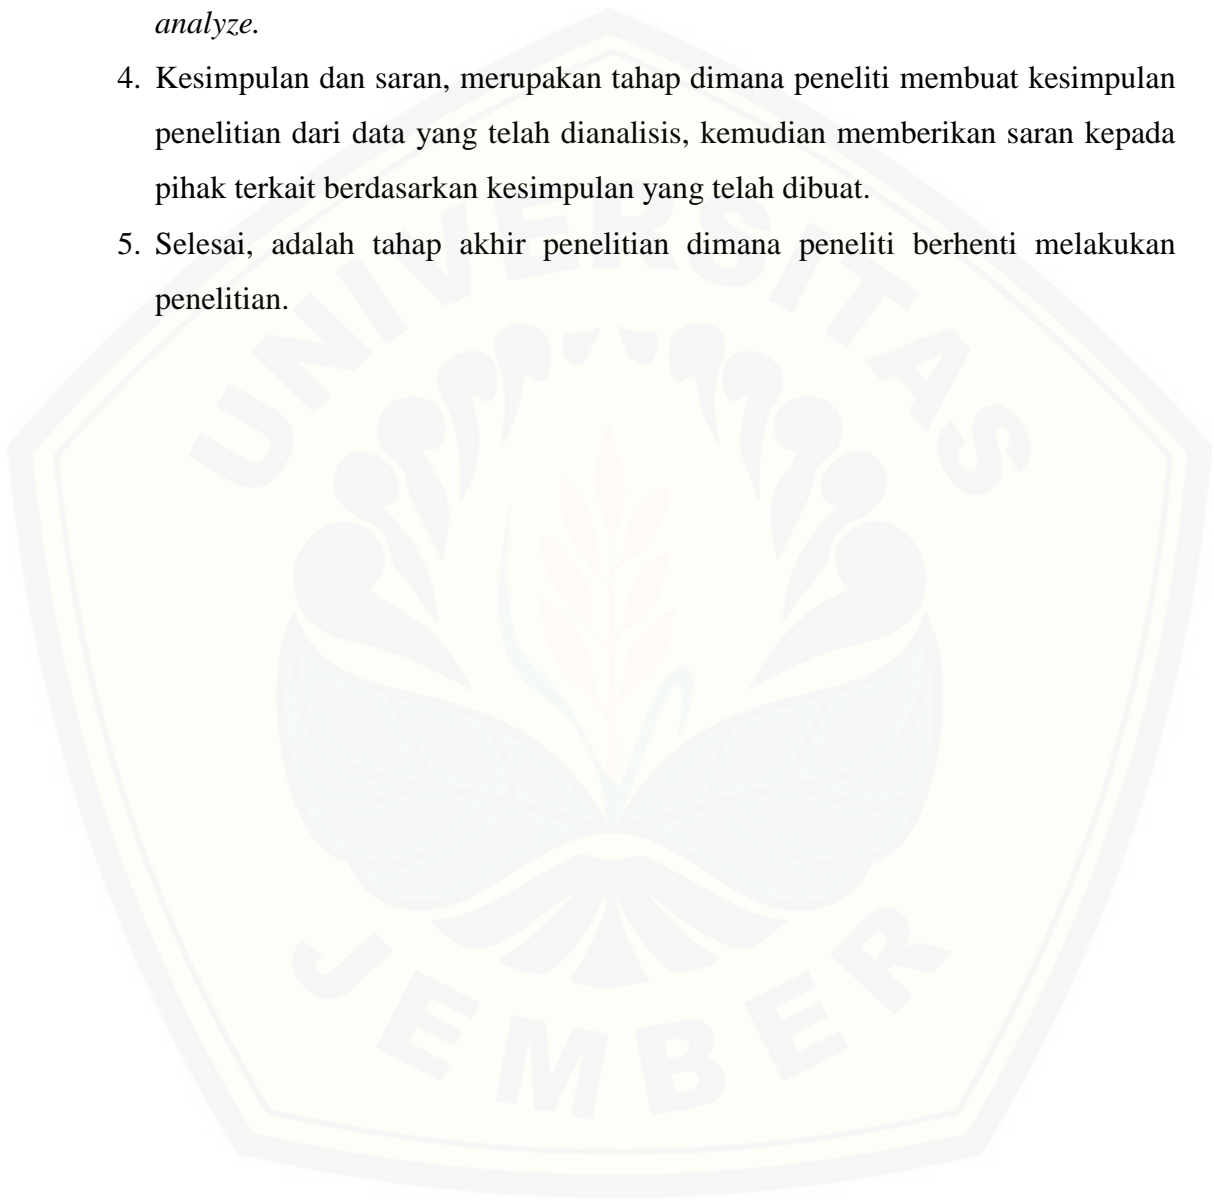 analyze.
4. Kesimpulan dan saran, merupakan tahap dimana peneliti membuat kesimpulan
penelitian dari data yang telah dianalisis, kemudian memberikan saran kepada
pihak terkait berdasarkan kesimpulan yang telah dibuat.
5. Selesai, adalah tahap akhir penelitian dimana peneliti berhenti melakukan
penelitian.
UNIVERSITAS
JEMBER